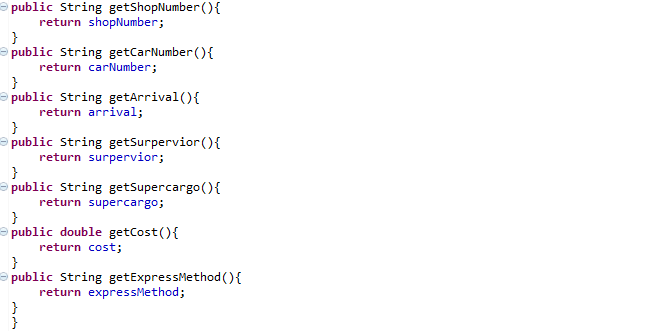 public String getShopNumber(){
    return shopNumber;
}
public String getCarNumber(){
    return carNumber;
}
public String getArrival(){
    return arrival;
}
public String getSurpervior(){
    return surpervior;
}
public String getSupercargo(){
    return supercargo;
}
public double getCost(){
    return cost;
}
public String getExpressMethod(){
    return expressMethod;
}
}